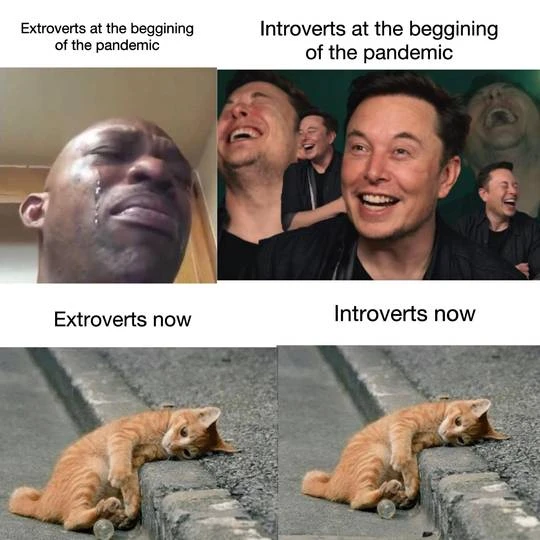 Extroverts at the beggining
of the pandemic
Introverts at the beggining
of the pandemic
Extroverts now
Introverts now